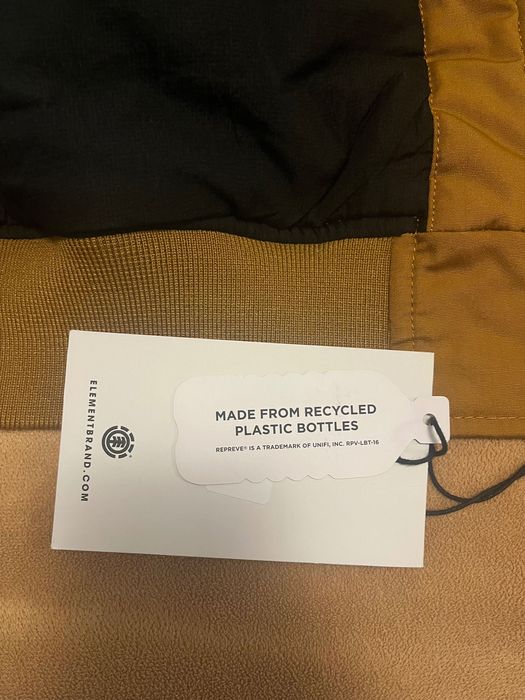 ELEMENTBRAND.COM
MADE FROM RECYCLED
PLASTIC BOTTLES
REPREVE® IS A TRADEMARK OF UNIFI, INC. RPV-LBT-16